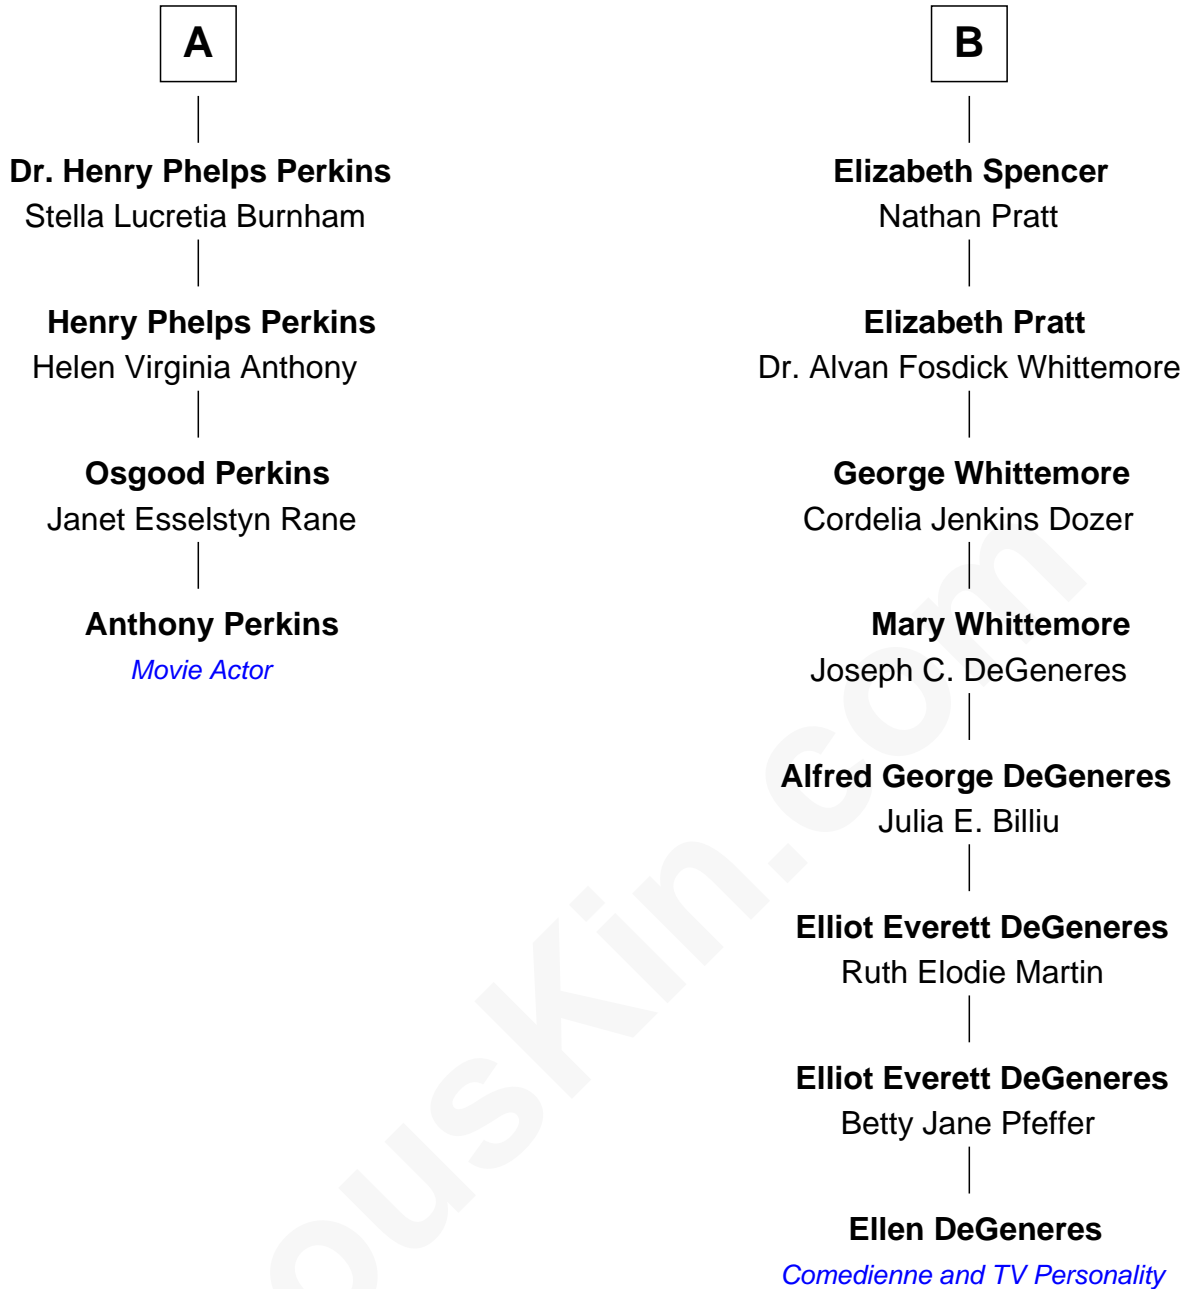 A
Dr. Henry Phelps Perkins
Stella Lucretia Burnham
Henry Phelps Perkins
Helen Virginia Anthony
Osgood Perkins
Janet Esselstyn Rane
Anthony Perkins
Movie Actor
B
Elizabeth Spencer
Nathan Pratt
Elizabeth Pratt
Dr. Alvan Fosdick Whittemore
George Whittemore
Cordelia Jenkins Dozer
Mary Whittemore
Joseph C. DeGeneres
Alfred George DeGeneres
Julia E. Billiu
Elliot Everett DeGeneres
Ruth Elodie Martin
Elliot Everett DeGeneres
Betty Jane Pfeffer
Ellen DeGeneres
Comedienne and TV Personality
ousKin.com